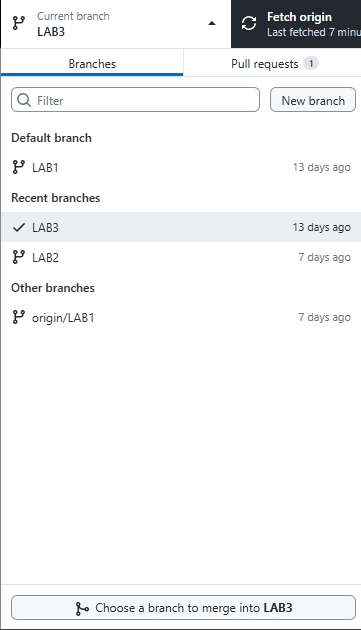 Current branch
LAB3
Fetch origin
Last fetched 7 minu
Branches
Pull requests 1
Filter
New branch
Default branch
LAB1 13 days ago
Recent branches
LAB3 13 days ago
LAB2 7 days ago
Other branches
origin/LAB1 7 days ago
Choose a branch to merge into LAB3